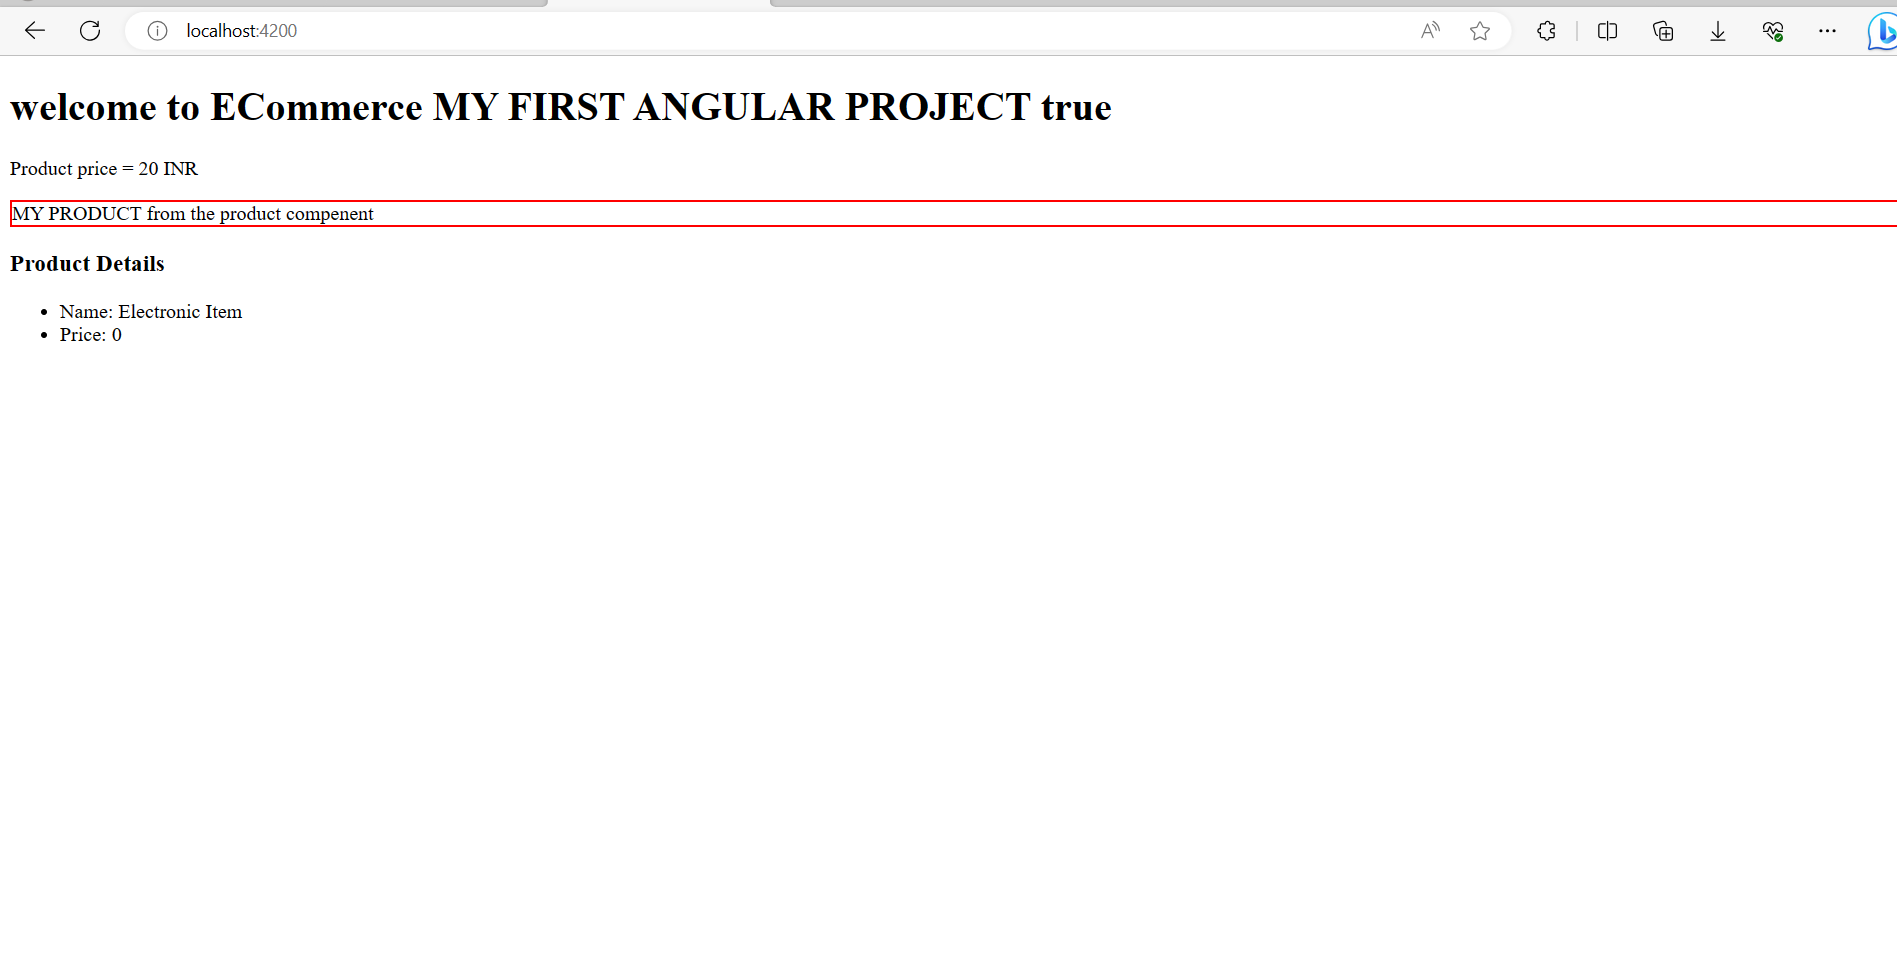 localhost:4200
welcome to ECommerce MY FIRST ANGULAR PROJECT true
Product price = 20 INR
MY PRODUCT from the product compenent
Product Details
Name: Electronic Item
Price: 0